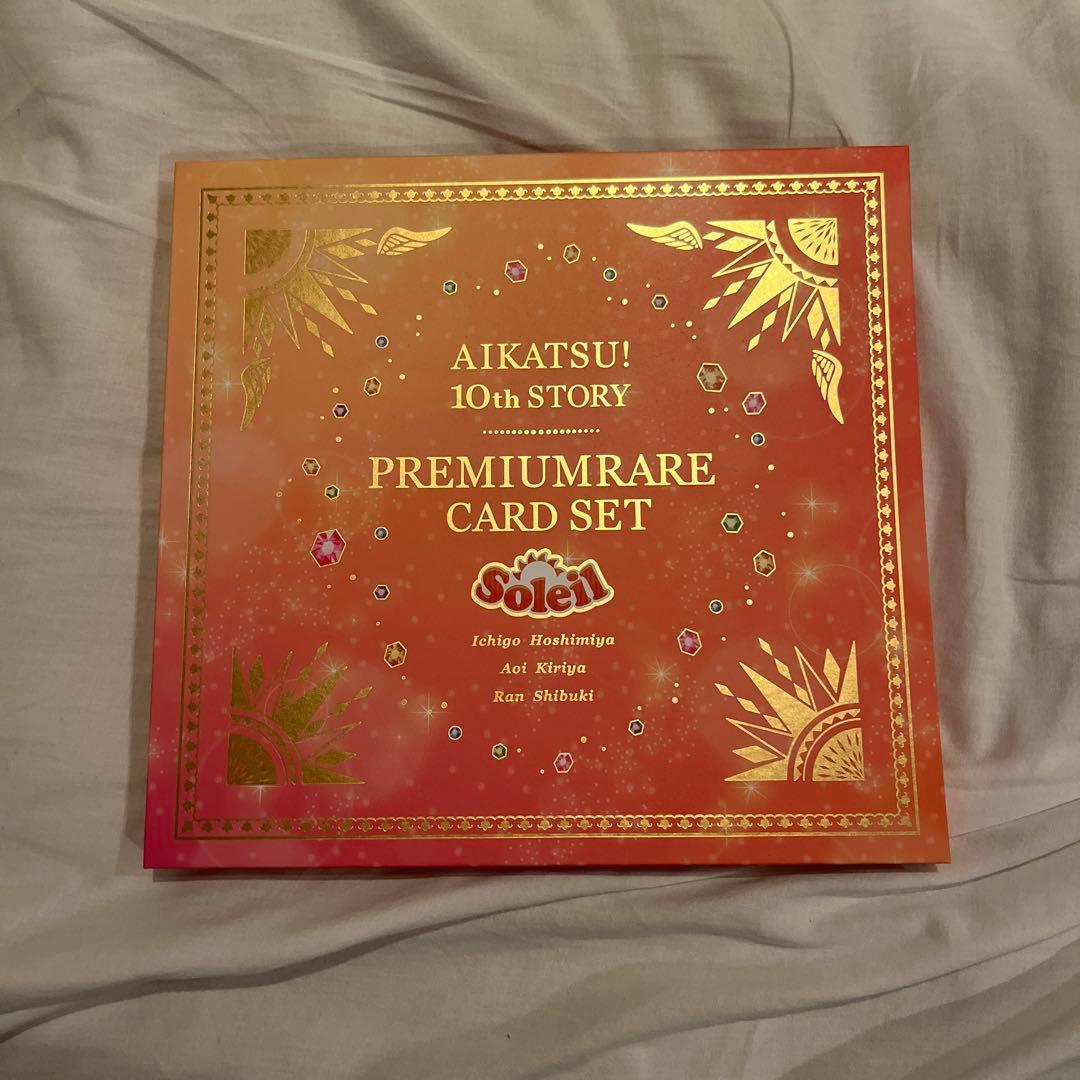 AIKATSU!
10th STORY
PREMIUMRARE
CARD SET
Soleil
Ichigo Hoshimiya
Aoi Kiriya
Ran Shibuki